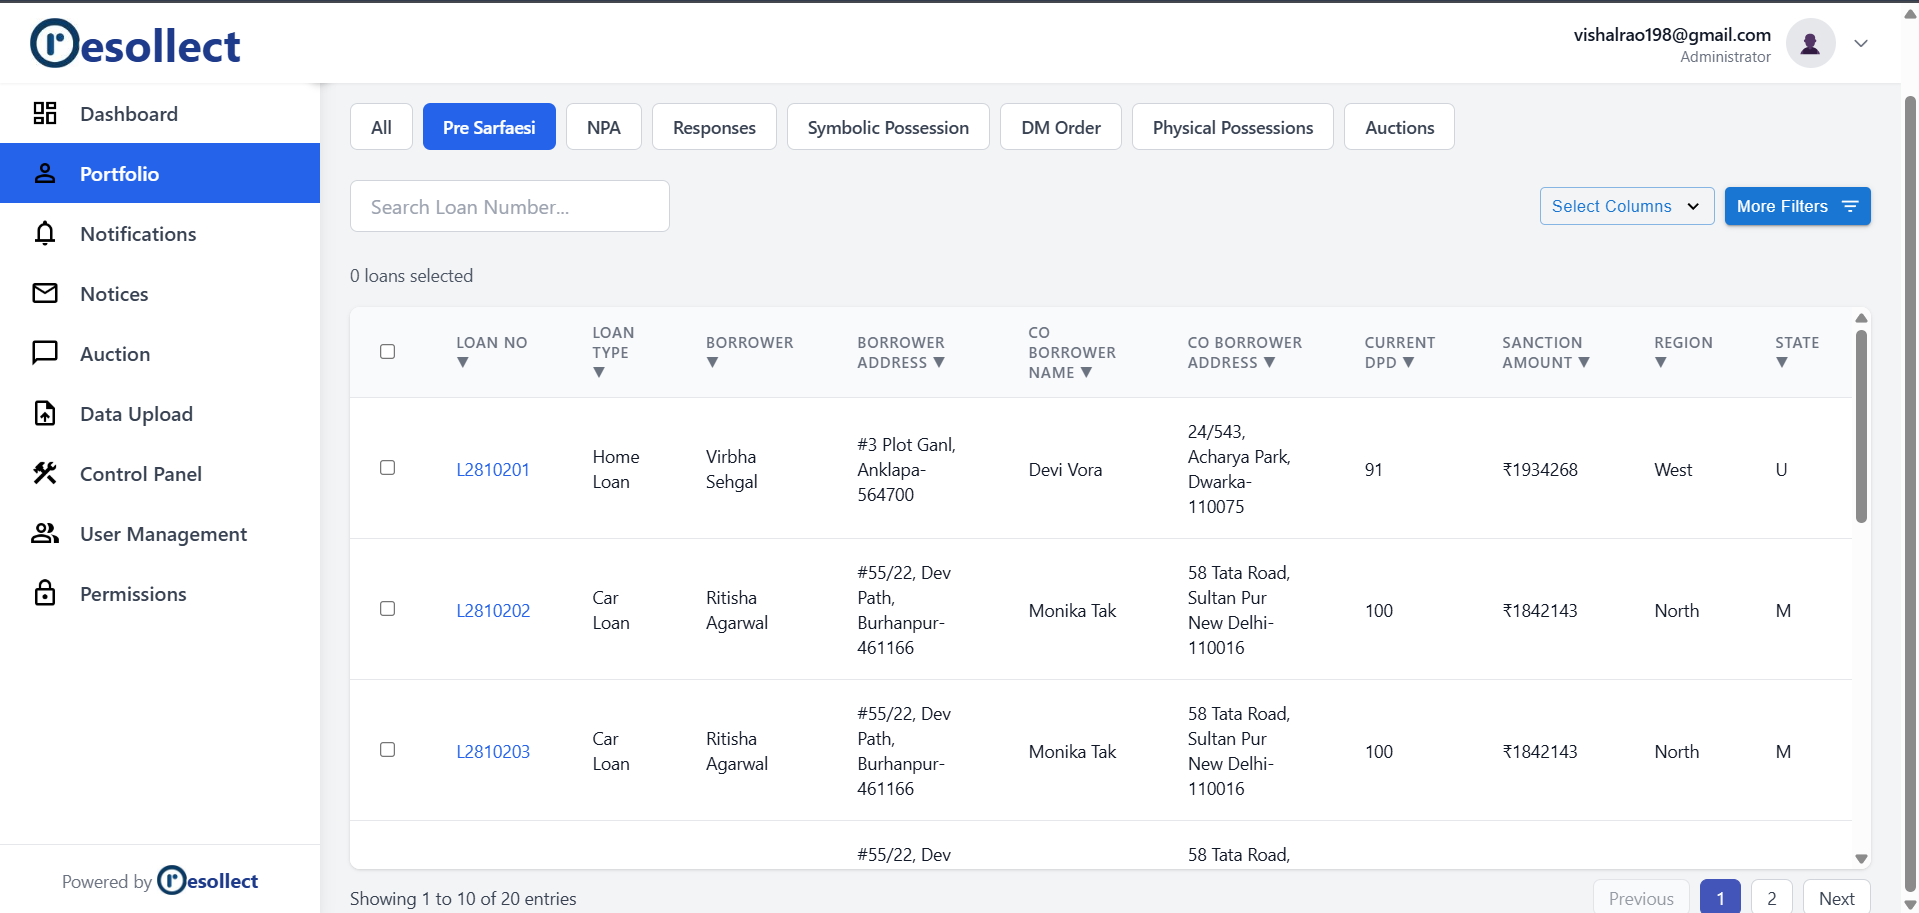 resollect
vishalrao198@gmail.com
Administrator
Dashboard
Portfolio
Notifications
Notices
Auction
Data Upload
Control Panel
User Management
Permissions
Powered by resollect
All
Pre Sarfaesi
NPA
Responses
Symbolic Possession
DM Order
Physical Possessions
Auctions
Search Loan Number...
Select Columns
More Filters
0 loans selected
LOAN NO ▼
LOAN TYPE ▼
BORROWER ▼
BORROWER ADDRESS ▼
CO BORROWER NAME ▼
CO BORROWER ADDRESS ▼
CURRENT DPD ▼
SANCTION AMOUNT ▼
REGION ▼
STATE ▼
L2810201
Home
Loan
Virbha
Sehgal
#3 Plot Ganl,
Anklapa-
564700
Devi Vora
24/543,
Acharya Park,
Dwarka-
110075
91
₹1934268
West
U
L2810202
Car
Loan
Ritisha
Agarwal
#55/22, Dev
Path,
Burhanpur-
461166
Monika Tak
58 Tata Road,
Sultan Pur
New Delhi-
110016
100
₹1842143
North
M
L2810203
Car
Loan
Ritisha
Agarwal
#55/22, Dev
Path,
Burhanpur-
461166
Monika Tak
58 Tata Road,
Sultan Pur
New Delhi-
110016
100
₹1842143
North
M
#55/22, Dev
58 Tata Road,
Showing 1 to 10 of 20 entries
Previous
1
2
Next